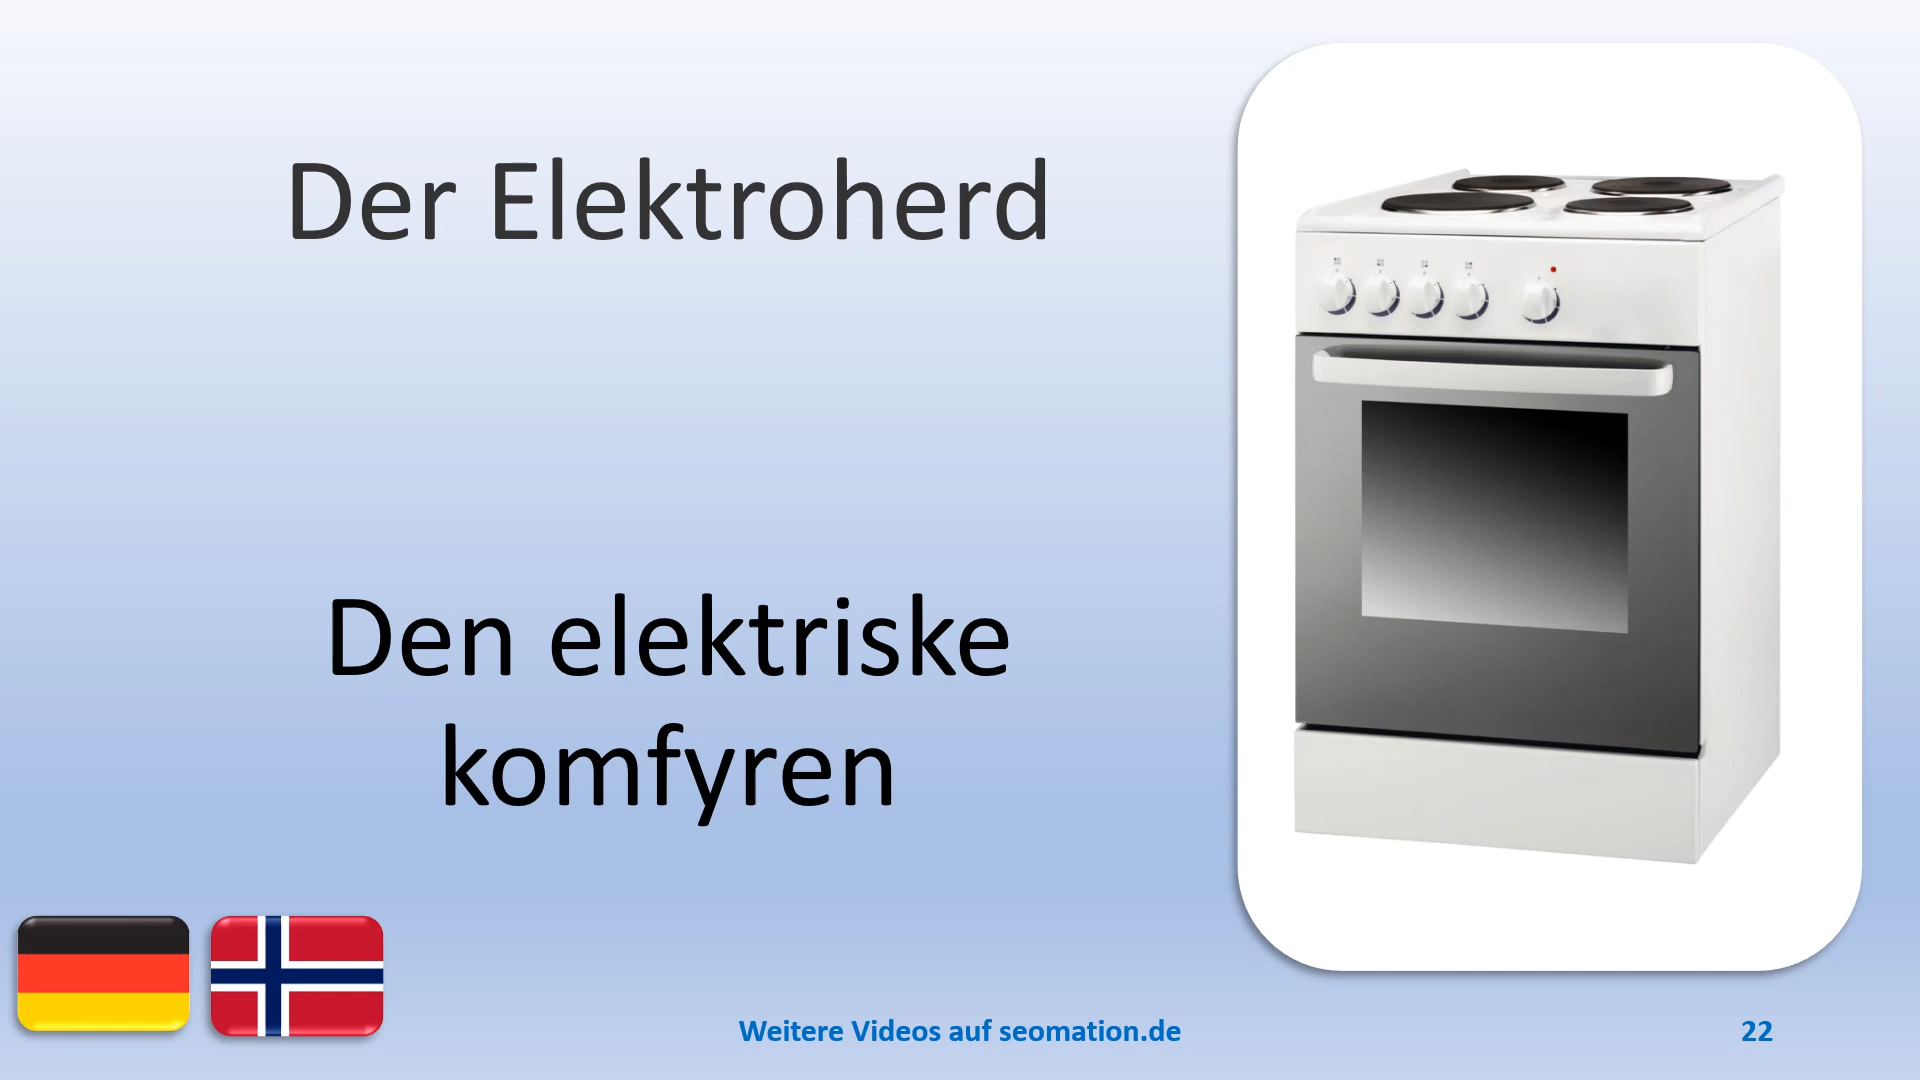 Der Elektroherd
Den elektriske
komfyren
Weitere Videos auf seomation.de
22